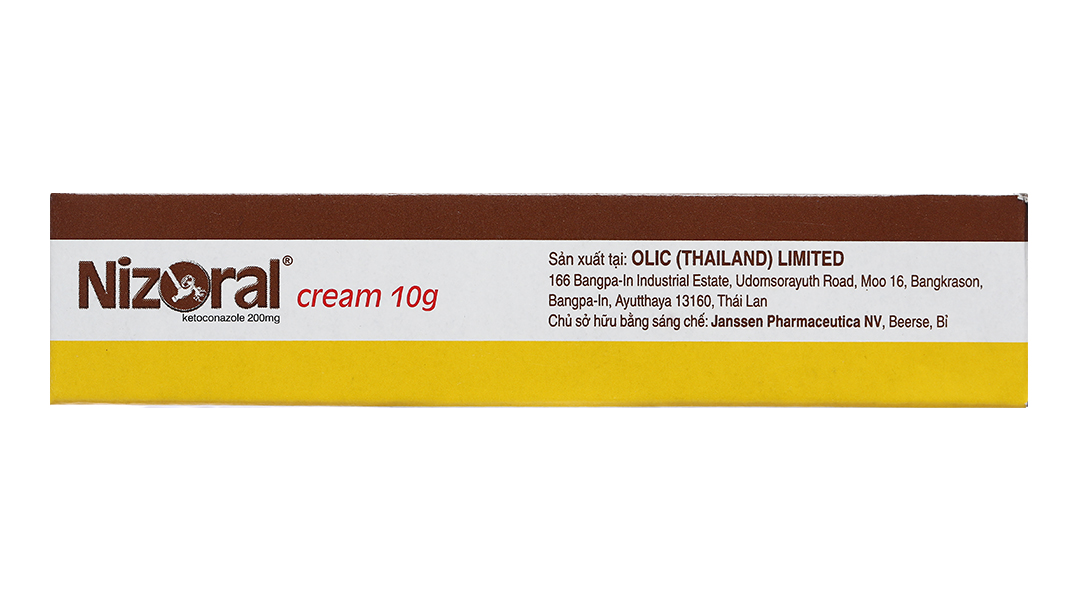 Nizoral® cream 10g
ketoconazole 200mg
Sản xuất tại: OLIC (THAILAND) LIMITED
166 Bangpa-In Industrial Estate, Udomsorayuth Road, Moo 16, Bangkrason,
Bangpa-In, Ayutthaya 13160, Thái Lan
Chủ sở hữu bằng sáng chế: Janssen Pharmaceutica NV, Beerse, Bỉ